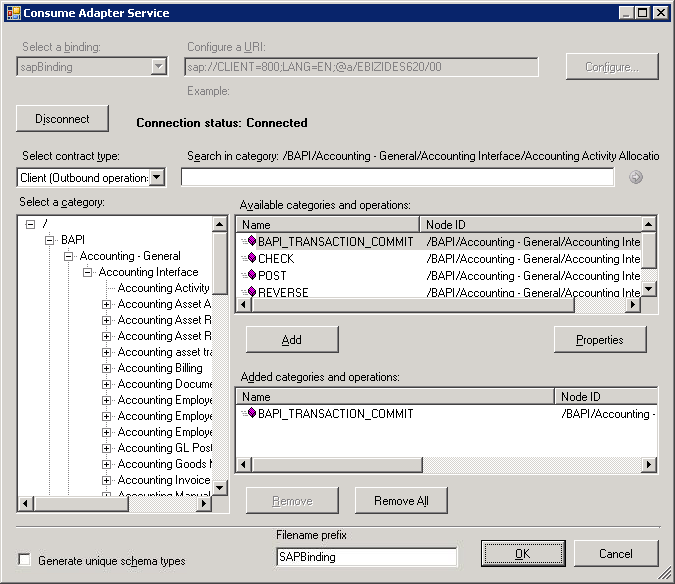 Consume Adapter Service
Select a binding:
Configure a URI:
sapBinding
sap://CLIENT=800;LANG=EN;@a/EBIZIDES620/00
Configure...
Example:
Disconnect
Connection status: Connected
Select contract type:
Search in category: /BAPI/Accounting - General/Accounting Interface/Accounting Activity Allocatio
Client (Outbound operation:
Select a category:
Available categories and operations:
/
BAPI
Accounting - General
Accounting Interface
Accounting Activity
Accounting Asset A
Accounting Asset R
Accounting Asset R
Accounting asset tra
Accounting Billing
Accounting Docume
Accounting Employe
Accounting Employe
Accounting Employe
Accounting GL Post
Accounting Goods M
Accounting Invoice
Accounting Manual
Name Node ID
BAPI_TRANSACTION_COMMIT /BAPI/Accounting - General/Accounting Inte
CHECK /BAPI/Accounting - General/Accounting Inte
POST /BAPI/Accounting - General/Accounting Inte
REVERSE /BAPI/Accounting - General/Accounting Inte
Add
Properties
Added categories and operations:
Name Node ID
BAPI_TRANSACTION_COMMIT /BAPI/Accounting -
Remove
Remove All
Filename prefix
Generate unique schema types
SAPBinding
OK
Cancel